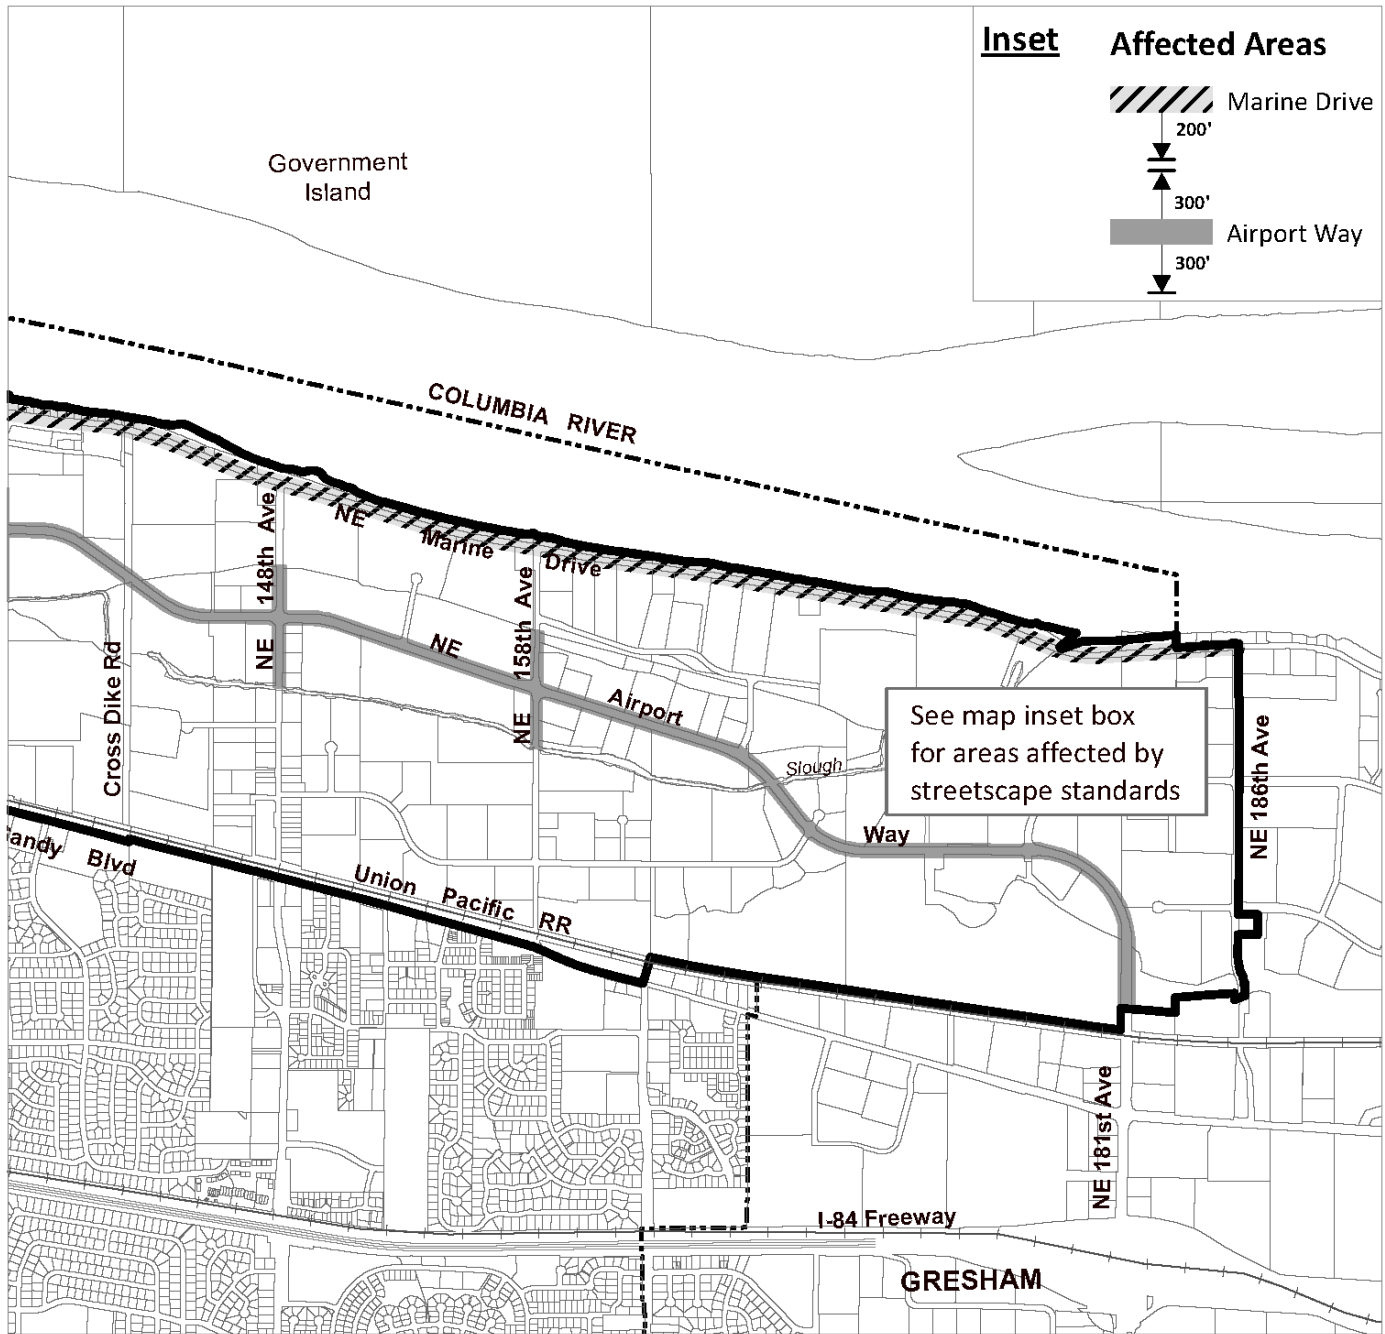 Inset
Affected Areas
Marine Drive
200'
300'
Airport Way
300'
Government
Island
COLUMBIA RIVER
NE Marine Drive
NE 148th Ave
NE 158th Ave
NE Airport Way
Cross Dike Rd
Slough
See map inset box
for areas affected by
streetscape standards
NE 186th Ave
andy Blvd
Union Pacific RR
NE 181st Ave
I-84 Freeway
GRESHAM